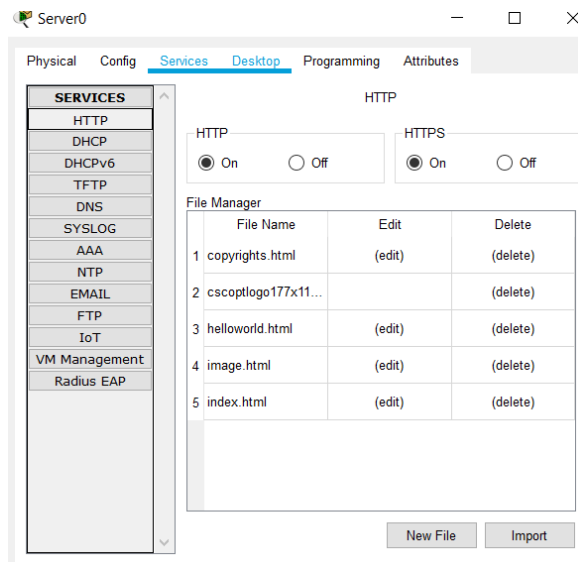 Server0
Physical Config Services Desktop Programming Attributes
SERVICES
HTTP
DHCP
DHCPv6
TFTP
DNS
SYSLOG
AAA
NTP
EMAIL
FTP
IoT
VM Management
Radius EAP
HTTP
HTTP
On Off
HTTPS
On Off
File Manager
File Name Edit Delete
1 copyrights.html (edit) (delete)
2 cscoptlogo177x11... (delete)
3 helloworld.html (edit) (delete)
4 image.html (edit) (delete)
5 index.html (edit) (delete)
New File Import